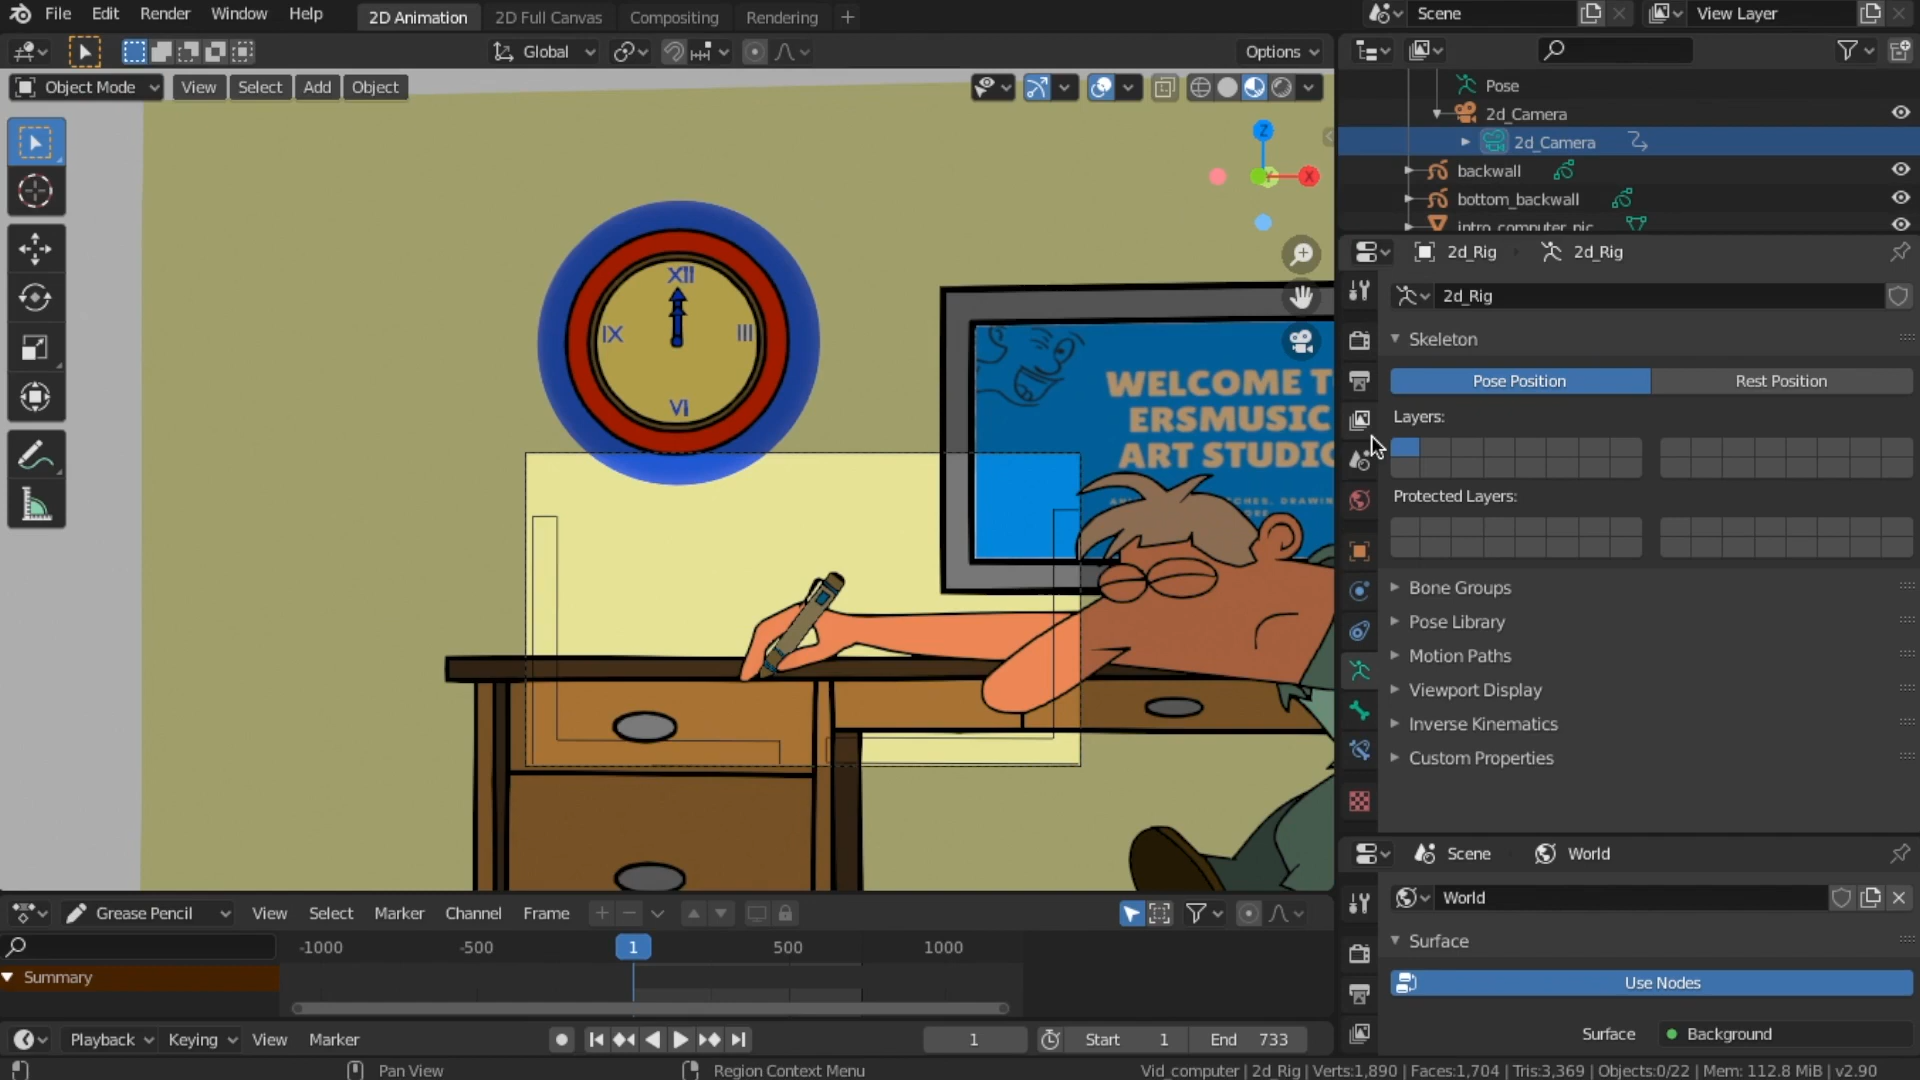 File Edit Render Window Help 2D Animation 2D Full Canvas Compositing Rendering Scene View Layer
Global Options
Object Mode View Select Add Object
Pose
2d_Camera
2d_Camera
backwall
bottom_backwall
intro_computer_pic
Z
X
Y
XII
III
VI
IX
WELCOME T
ERSMUSIC
ART STUDIO
2d_Rig 2d_Rig
2d_Rig
Skeleton
Pose Position Rest Position
Layers:
Protected Layers:
Bone Groups
Pose Library
Motion Paths
Viewport Display
Inverse Kinematics
Custom Properties
Scene World
World
Surface
Use Nodes
Surface Background
Grease Pencil View Select Marker Channel Frame
-1000 -500 1 500 1000
Summary
Playback Keying View Marker 1 Start 1 End 733
Pan View Region Context Menu Vid_computer | 2d_Rig | Verts:1,890 | Faces:1,704 | Tris:3,369 | Objects:0/22 | Mem: 112.8 MiB | v2.90